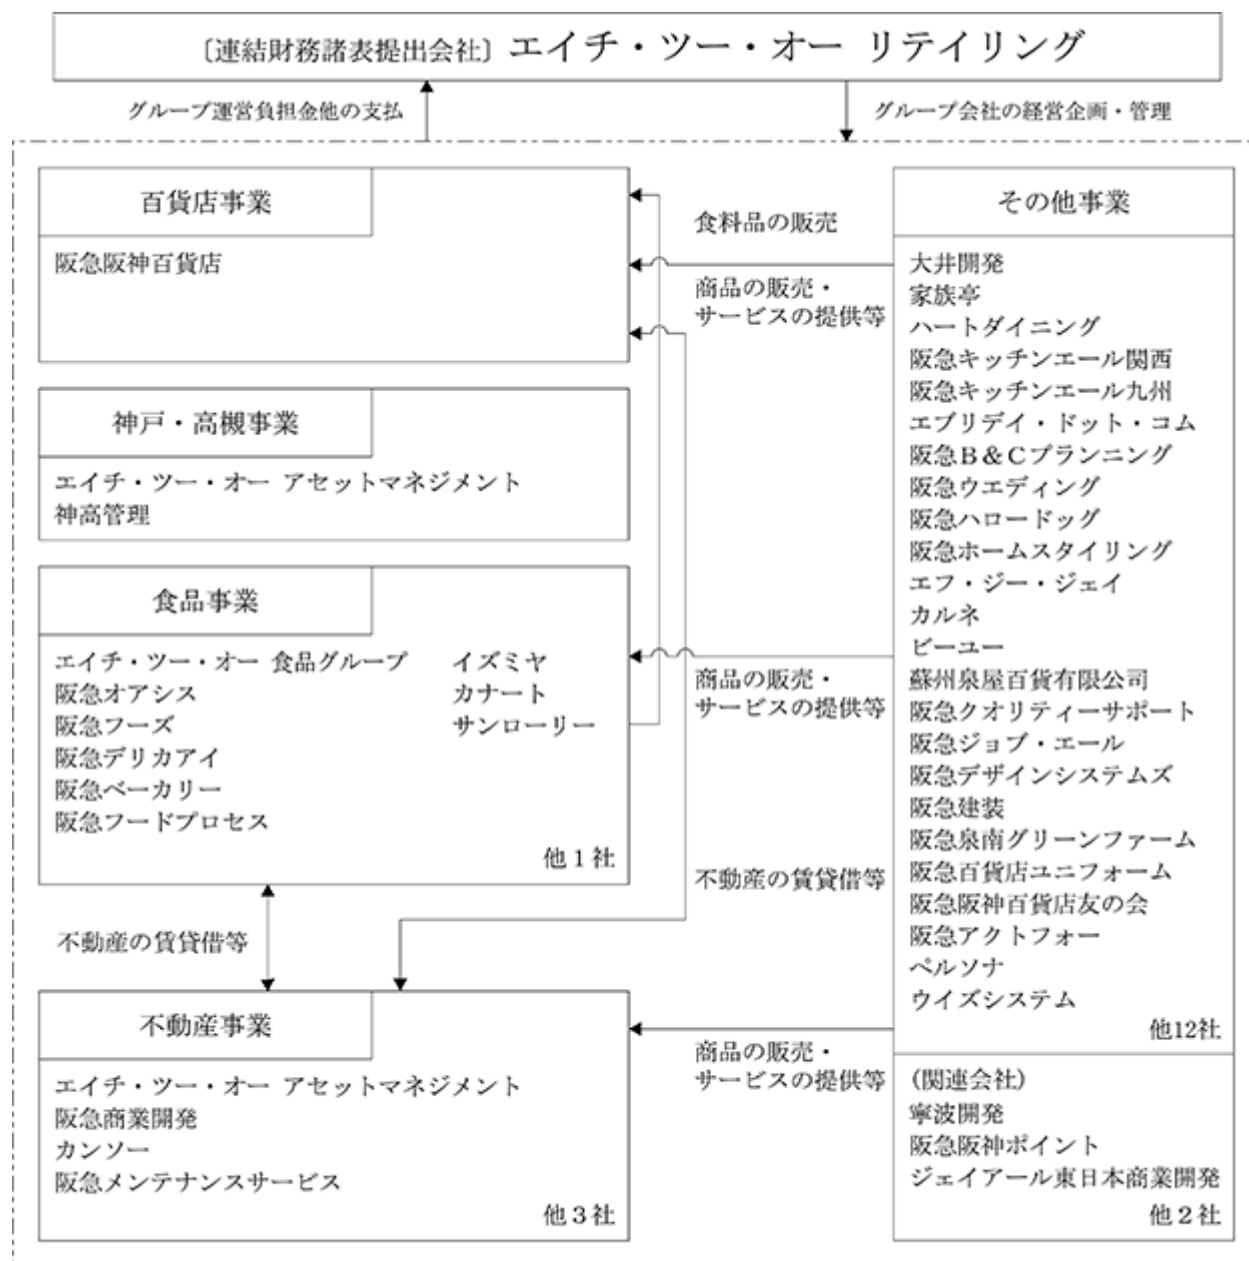 〔連結財務諸表提出会社〕エイチ・ツー・オー リテイリング
グループ運営負担金他の支払
グループ会社の経営企画・管理
百貨店事業
阪急阪神百貨店
神戸・高槻事業
エイチ・ツー・オー アセットマネジメント
神高管理
食品事業
エイチ・ツー・オー 食品グループ
阪急オアシス
阪急フーズ
阪急デリカアイ
阪急ベーカリー
阪急フードプロセス
イズミヤ
カナート
サンローリー
他１社
不動産の賃貸借等
不動産事業
エイチ・ツー・オー アセットマネジメント
阪急商業開発
カンソー
阪急メンテナンスサービス
他３社
食料品の販売
商品の販売・
サービスの提供等
商品の販売・
サービスの提供等
不動産の賃貸借等
商品の販売・
サービスの提供等
その他事業
大井開発
家族亭
ハートダイニング
阪急キッチンエール関西
阪急キッチンエール九州
エブリデイ・ドット・コム
阪急Ｂ＆Ｃプランニング
阪急ウエディング
阪急ハロードッグ
阪急ホームスタイリング
エフ・ジー・ジェイ
カルネ
ビーユー
蘇州泉屋百貨有限公司
阪急クオリティーサポート
阪急ジョブ・エール
阪急デザインシステムズ
阪急建装
阪急泉南グリーンファーム
阪急百貨店ユニフォーム
阪急阪神百貨店友の会
阪急アクトフォー
ペルソナ
ウイズシステム
他12社
(関連会社)
寧波開発
阪急阪神ポイント
ジェイアール東日本商業開発
他２社